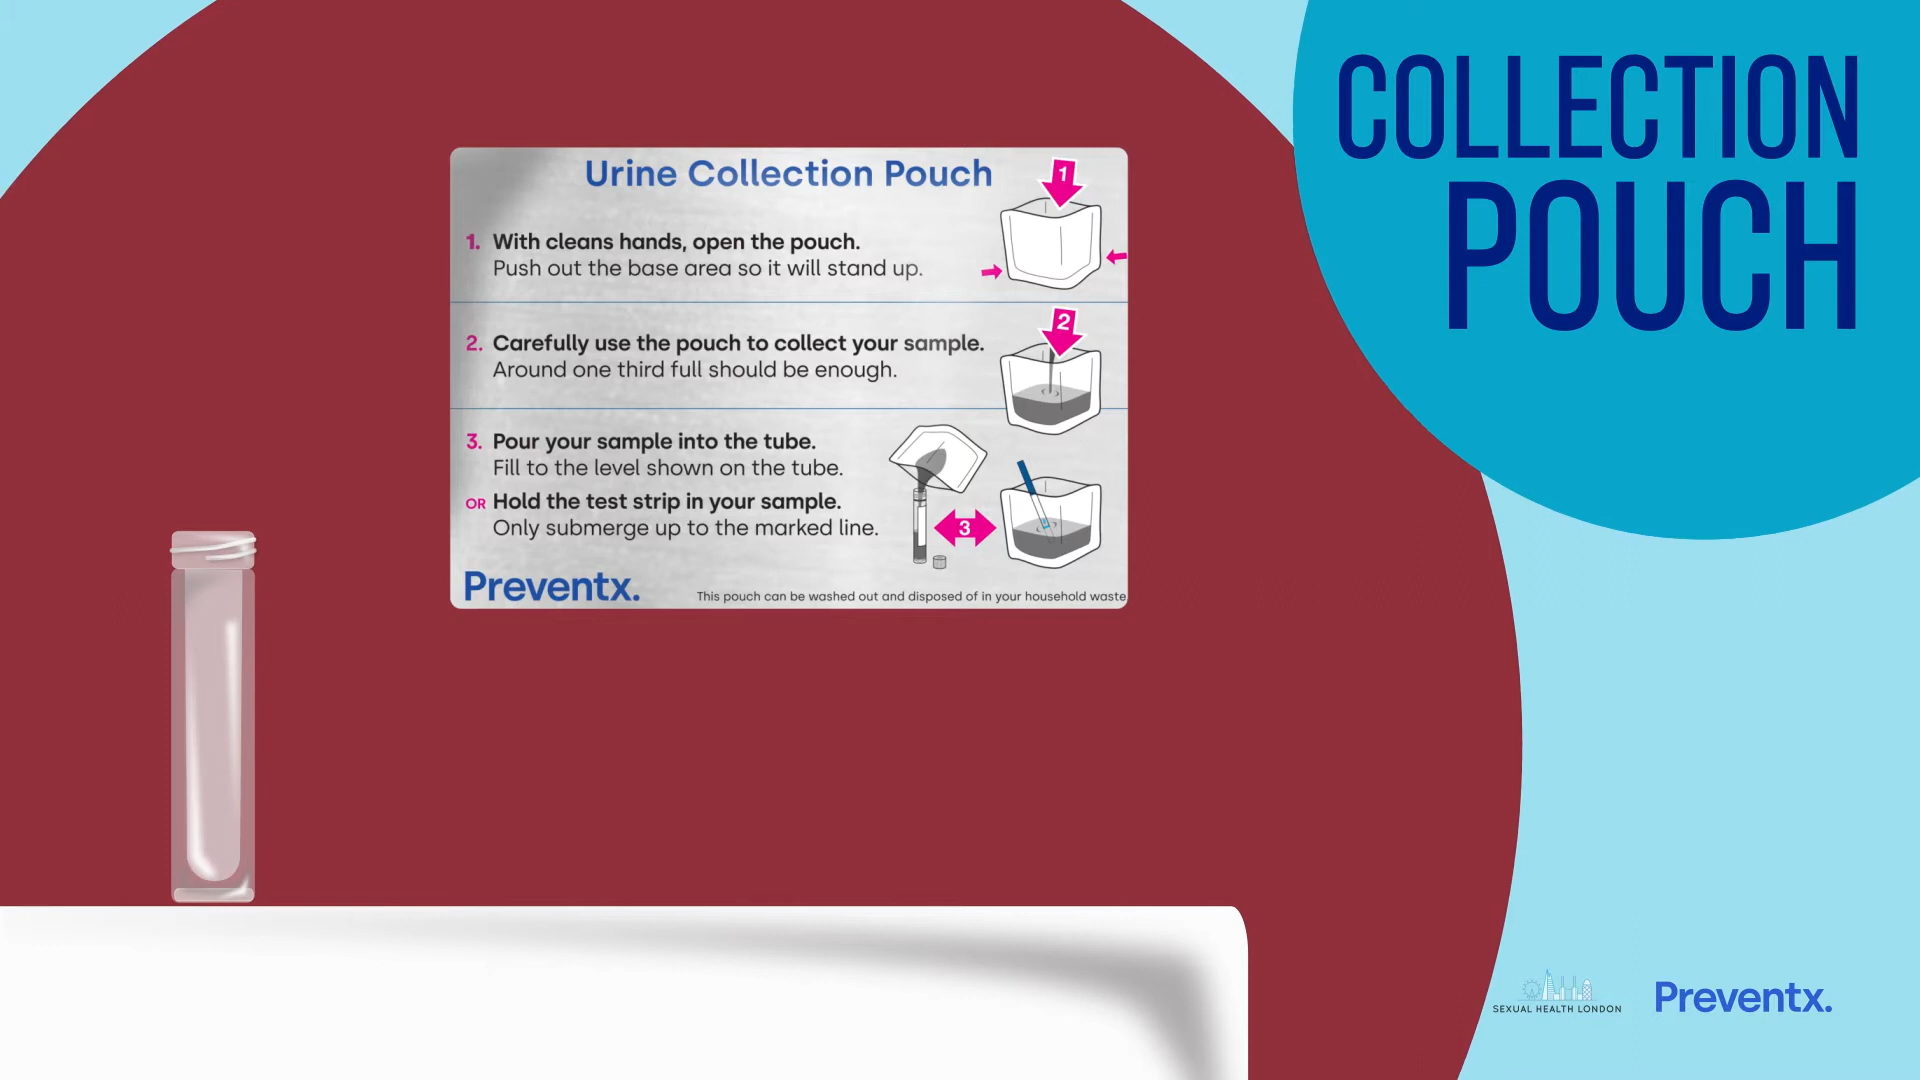 COLLECTION
POUCH
Urine Collection Pouch
1
1. With cleans hands, open the pouch.
Push out the base area so it will stand up.
2
2. Carefully use the pouch to collect your sample.
Around one third full should be enough.
3. Pour your sample into the tube.
Fill to the level shown on the tube.
OR Hold the test strip in your sample.
Only submerge up to the marked line.
3
Preventx.
This pouch can be washed out and disposed of in your household waste
SEXUAL HEALTH LONDON
Preventx.